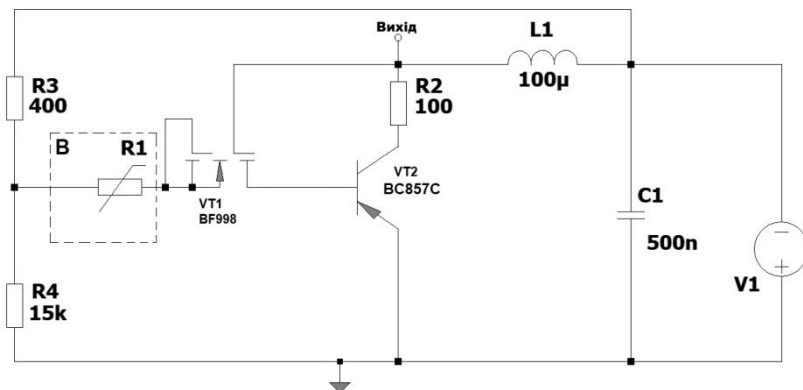 Вихід
L1
100µ
R3
400
R2
100
B
R1
VT1
BF998
VT2
BC857C
C1
500n
V1
R4
15k